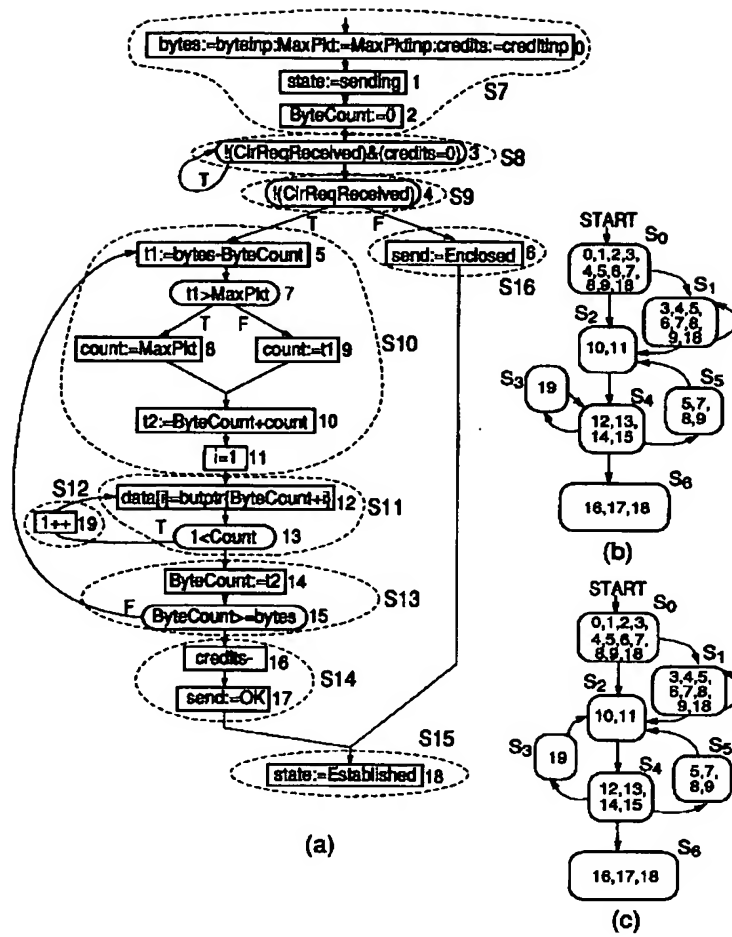 bytes:=byteinp:MaxPkt:=MaxPktinp:credits:=creditinp 0
state:=sending 1
ByteCount:=0 2
S7
!(ClrReqReceived)&(credits=0) 3
S8
T
!(ClrReqReceived) 4
S9
T F
t1:=bytes-ByteCount 5
send:=Enclosed 6
S16
t1>MaxPkt 7
T F
count:=MaxPkt 8
count:=t1 9
S10
t2:=ByteCount+count 10
i=1 11
S12
S11
data[i]=butptr[ByteCount+i] 12
1++ 19
T
1<Count 13
ByteCount:=t2 14
S13
F
ByteCount>=bytes 15
credits- 16
S14
send:=OK 17
S15
state:=Established 18
(a)
START
S0
0,1,2,3,
4,5,6,7,
8,9,18
S1
3,4,5,
6,7,8,
9,18
S2
10,11
S3
19
S4
12,13,
14,15
S5
5,7,
8,9
S6
16,17,18
(b)
START
S0
0,1,2,3,
4,5,6,7,
8,9,18
S1
3,4,5,
6,7,8,
9,18
S2
10,11
S3
19
S4
12,13,
14,15
S5
5,7,
8,9
S6
16,17,18
(c)